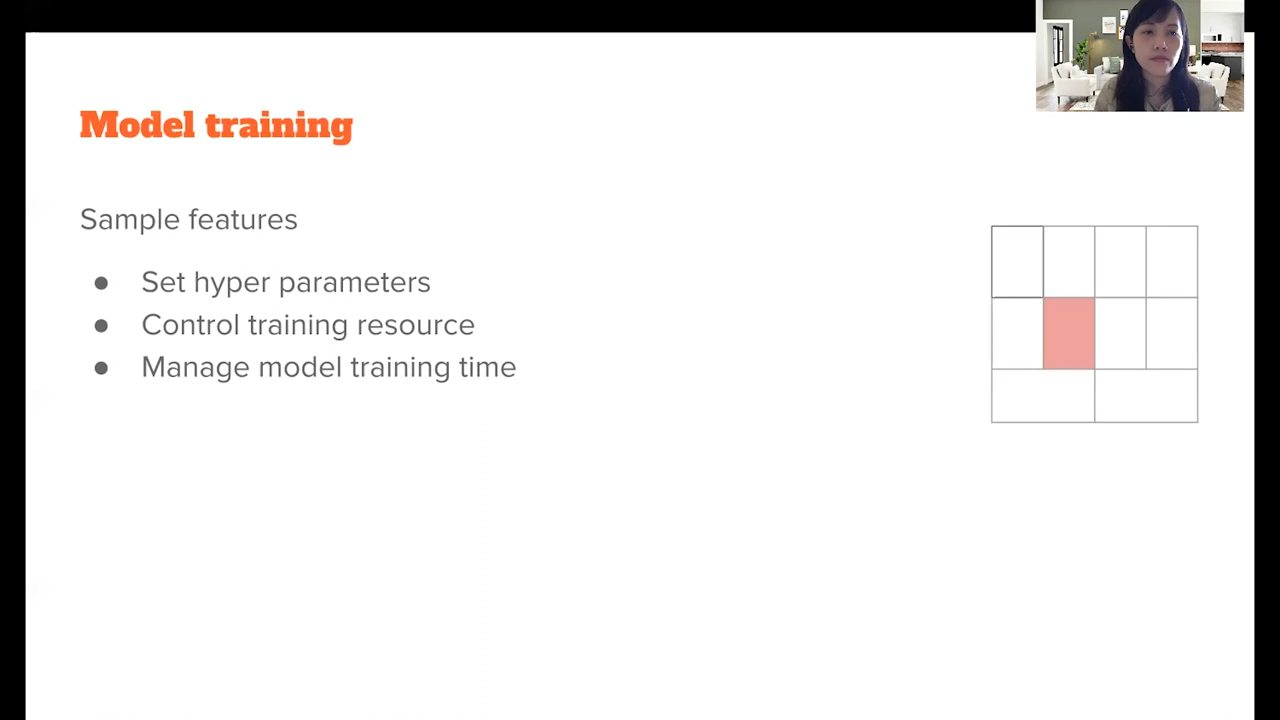 Model training
Sample features
● Set hyper parameters
● Control training resource
● Manage model training time